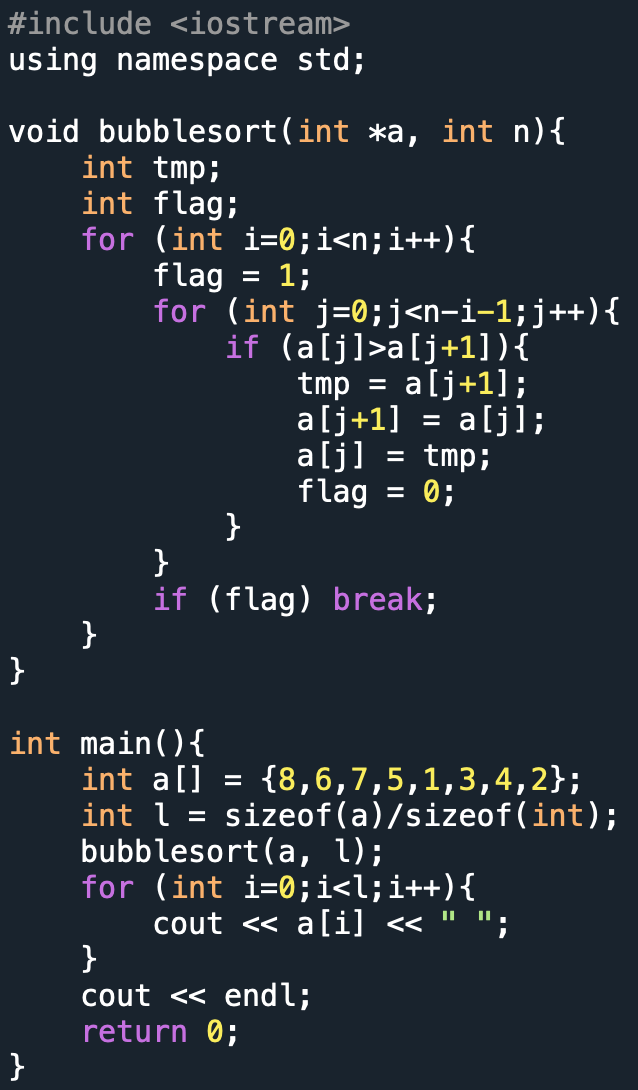 #include <iostream>
using namespace std;

void bubblesort(int *a, int n){
    int tmp;
    int flag;
    for (int i=0;i<n;i++){
        flag = 1;
        for (int j=0;j<n-i-1;j++){
            if (a[j]>a[j+1]){
                tmp = a[j+1];
                a[j+1] = a[j];
                a[j] = tmp;
                flag = 0;
            }
        }
        if (flag) break;
    }
}

int main(){
    int a[] = {8,6,7,5,1,3,4,2};
    int l = sizeof(a)/sizeof(int);
    bubblesort(a, l);
    for (int i=0;i<l;i++){
        cout << a[i] << " ";
    }
    cout << endl;
    return 0;
}